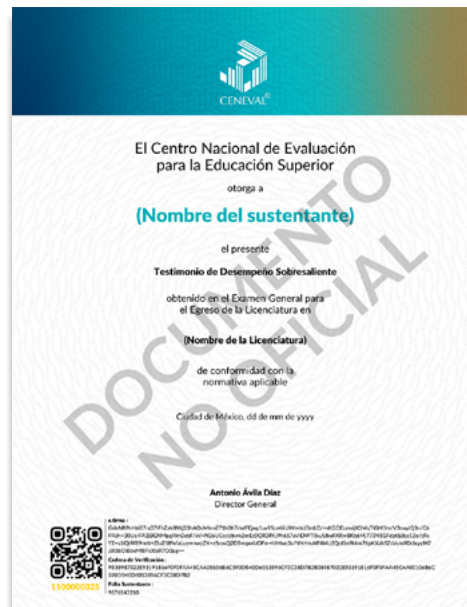 CENEVAL®
El Centro Nacional de Evaluación
para la Educación Superior
otorga a
(Nombre del sustentante)
el presente
Testimonio de Desempeño Sobresaliente
obtenido en el Examen General para
el Egreso de la Licenciatura en
(Nombre de la Licenciatura)
de conformidad con la
normativa aplicable
Ciudad de México, dd de mm de yyyy
DOCUMENTO
NO OFICIAL
Antonio Ávila Díaz
Director General
e.firma:
Cadena de Verificación:
Folio Sustentante:
1100000325